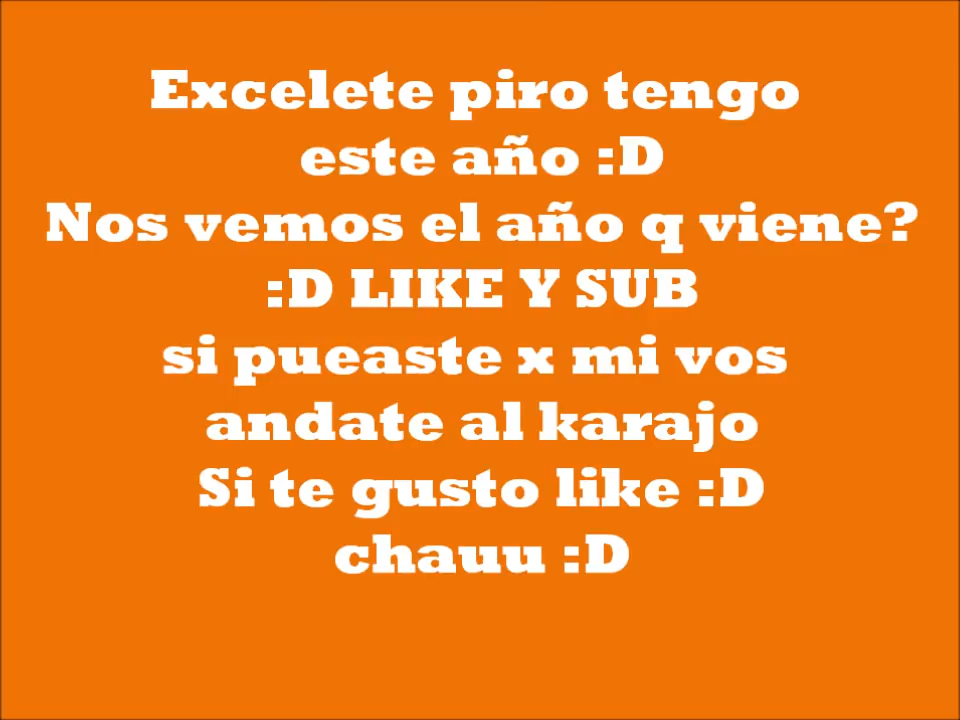 Excelete piro tengo
este año :D
Nos vemos el año q viene?
:D LIKE Y SUB
si pueaste x mi vos
andate al karajo
Si te gusto like :D
chauu :D